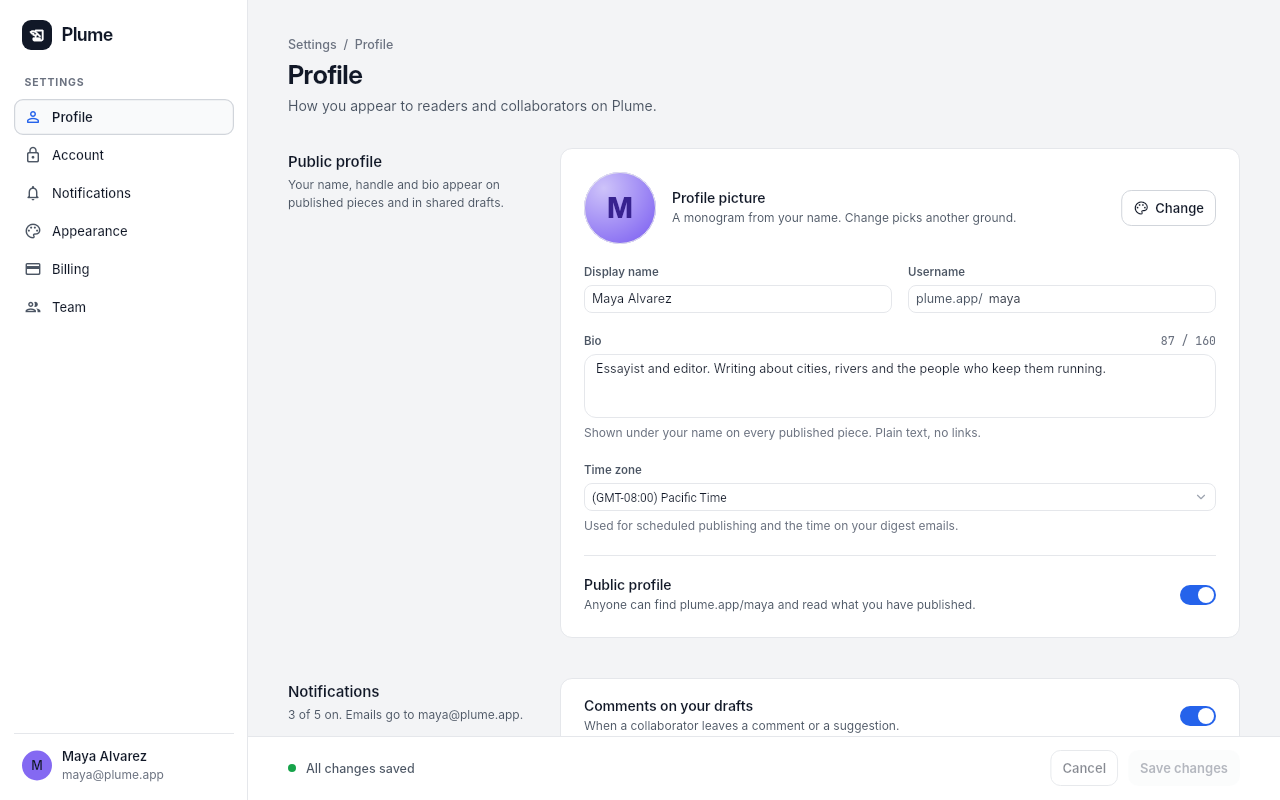 Plume
SETTINGS
Profile
Account
Notifications
Appearance
Billing
Team
M
Maya Alvarez
maya@plume.app
Settings / Profile
Profile
How you appear to readers and collaborators on Plume.
Public profile
Your name, handle and bio appear on
published pieces and in shared drafts.
M
Profile picture
A monogram from your name. Change picks another ground.
Change
Display name
Maya Alvarez
Username
plume.app/ maya
Bio
87 / 160
Essayist and editor. Writing about cities, rivers and the people who keep them running.
Shown under your name on every published piece. Plain text, no links.
Time zone
(GMT-08:00) Pacific Time
Used for scheduled publishing and the time on your digest emails.
Public profile
Anyone can find plume.app/maya and read what you have published.
Notifications
3 of 5 on. Emails go to maya@plume.app.
Comments on your drafts
When a collaborator leaves a comment or a suggestion.
All changes saved
Cancel
Save changes